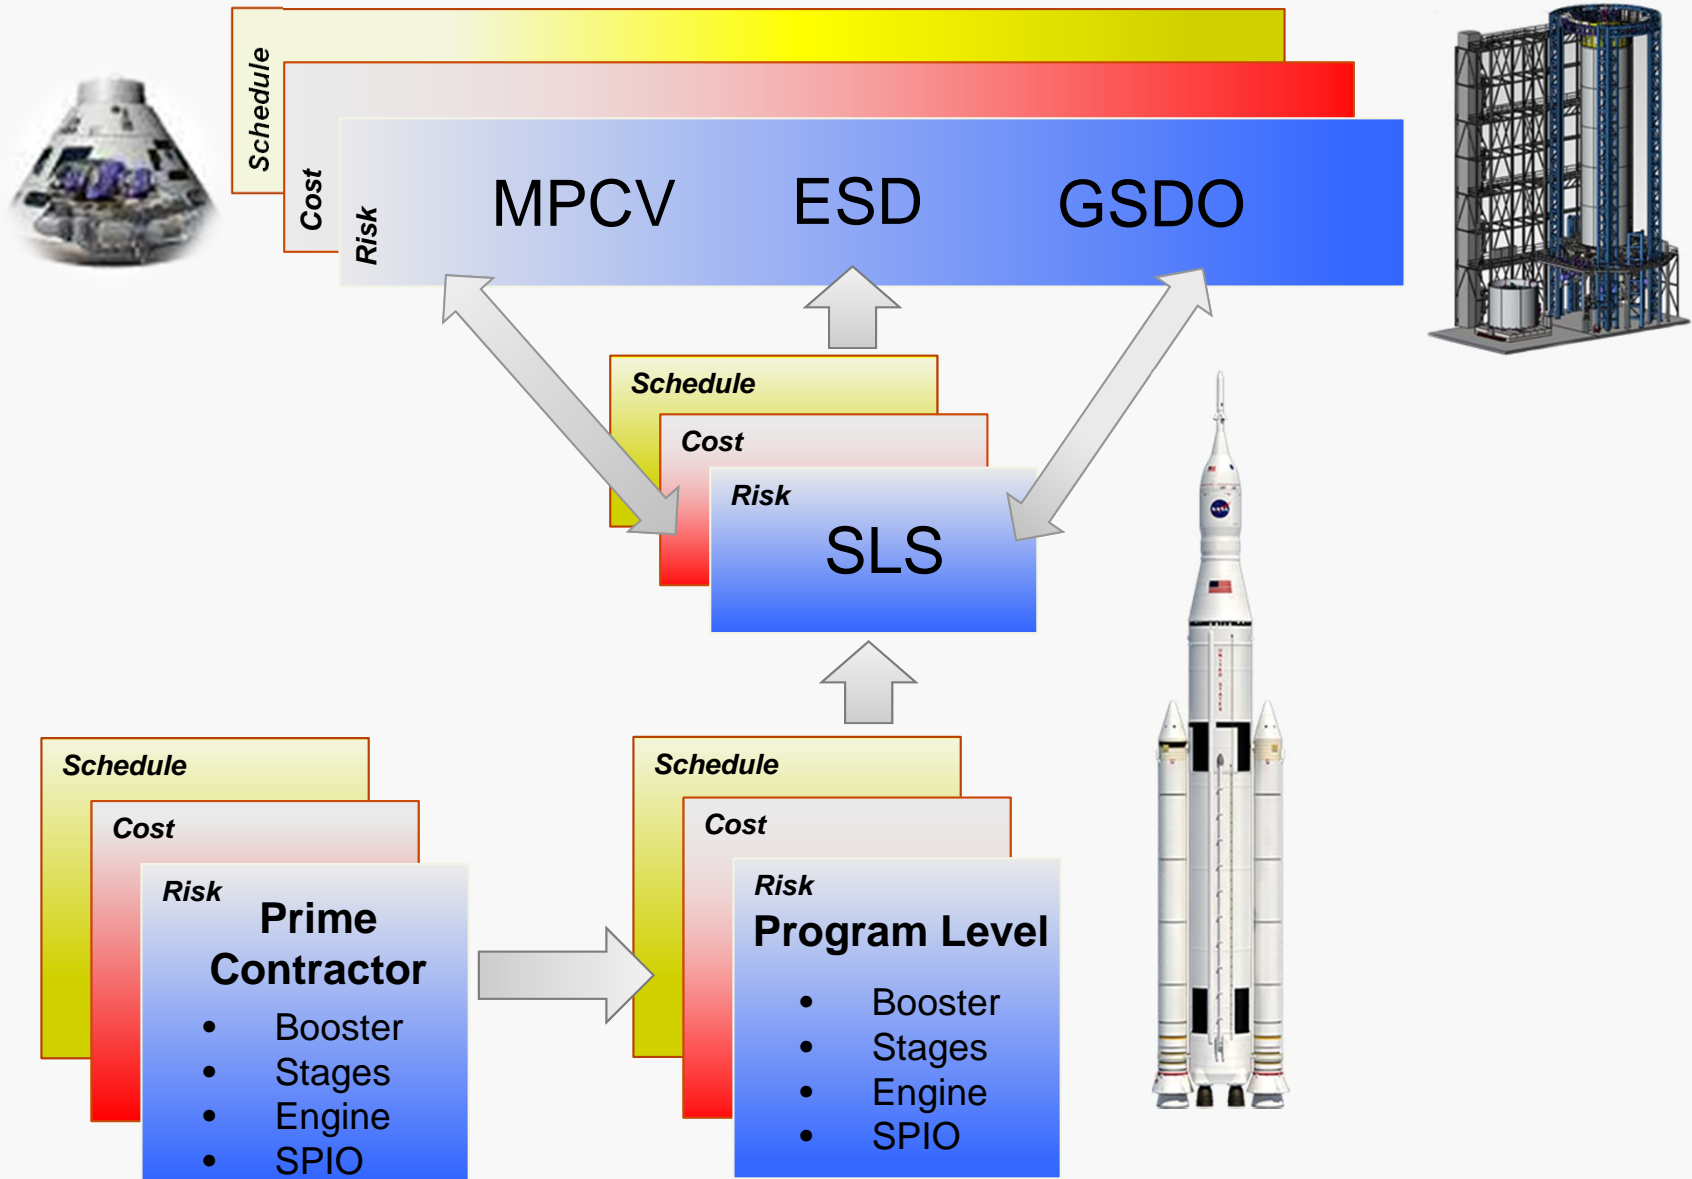 Schedule
Cost
Risk
MPCV ESD GSDO
Schedule
Cost
Risk
SLS
NASA
Schedule
Cost
Risk
Prime
Contractor
• Booster
• Stages
• Engine
• SPIO
Schedule
Cost
Risk
Program Level
• Booster
• Stages
• Engine
• SPIO